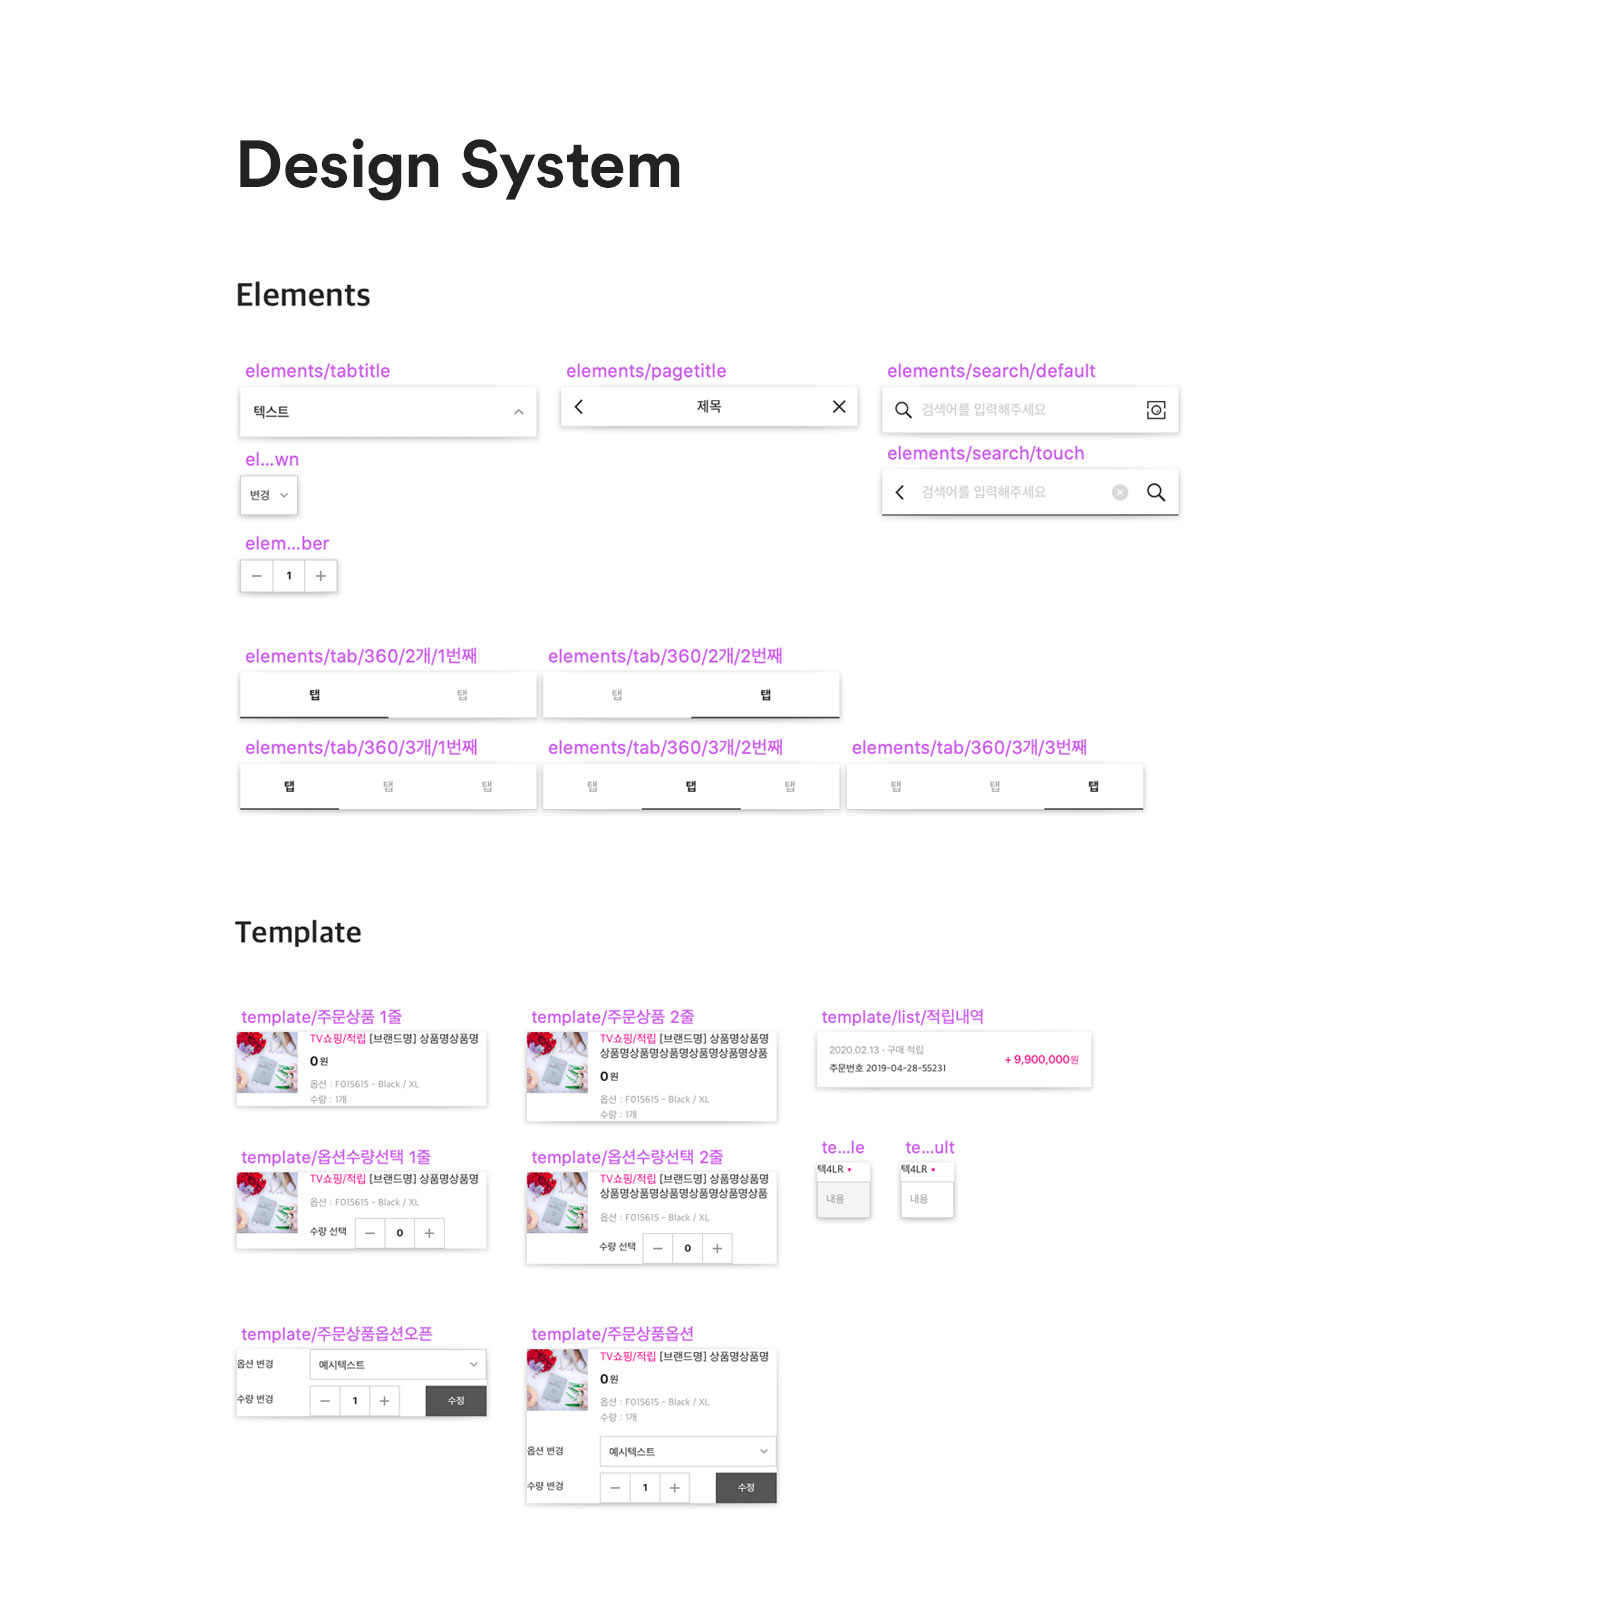 Design System
Elements
elements/tabtitle
텍스트
elements/pagetitle
제목
elements/search/default
검색어를 입력해주세요
el...wn
변경
elements/search/touch
검색어를 입력해주세요
elem...ber
1
elements/tab/360/2개/1번째
탭 탭
elements/tab/360/2개/2번째
탭 탭
elements/tab/360/3개/1번째
탭 탭 탭
elements/tab/360/3개/2번째
탭 탭 탭
elements/tab/360/3개/3번째
탭 탭 탭
Template
template/주문상품 1줄
TV쇼핑/적립 [브랜드명] 상품명상품명
0원
옵션 : F015615 - Black / XL
수량 : 1개
template/주문상품 2줄
TV쇼핑/적립 [브랜드명] 상품명상품명
상품명상품명상품명상품명상품명상품
0원
옵션 : F015615 - Black / XL
수량 : 1개
template/list/적립내역
2020.02.13 · 구매 적립
주문번호 2019-04-28-55231
+ 9,900,000원
template/옵션수량선택 1줄
TV쇼핑/적립 [브랜드명] 상품명상품명
옵션 : F015615 - Black / XL
수량 선택 0
template/옵션수량선택 2줄
TV쇼핑/적립 [브랜드명] 상품명상품명
상품명상품명상품명상품명상품명상품
옵션 : F015615 - Black / XL
수량 선택 0
te...le
텍4LR
내용
te...ult
텍4LR
내용
template/주문상품옵션오픈
옵션 변경 예시텍스트
수량 변경 1 수정
template/주문상품옵션
TV쇼핑/적립 [브랜드명] 상품명상품명
0원
옵션 : F015615 - Black / XL
수량 : 1개
옵션 변경 예시텍스트
수량 변경 1 수정